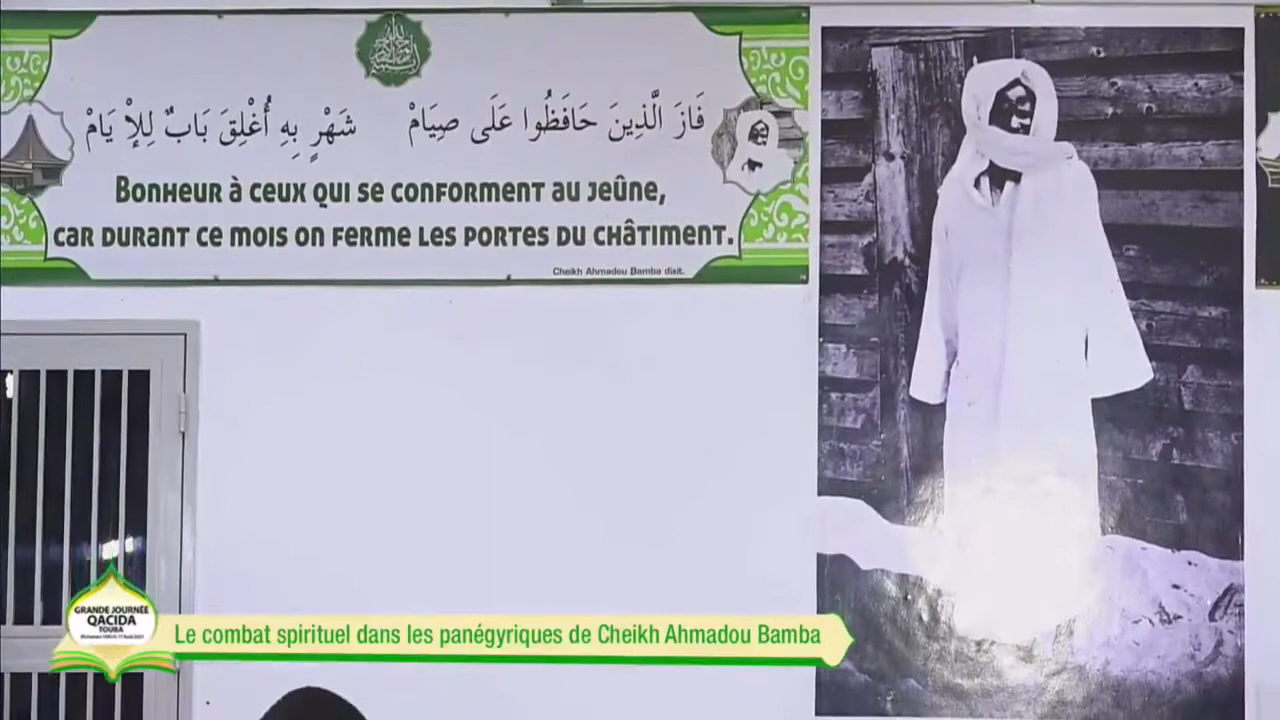 فَازَ الَّذِينَ حَافَظُوا عَلَى صِيَامْ شَهْرٍ بِهِ أُغْلِقَ بَابٌ لِلِاْ يَامْ
BONHEUR à CEUX QUI SE CONFORMENT AU JEÛNE,
CAR DURANT CE MOIS ON FERME LES PORTES DU CHÂTIMENT.
Cheikh Ahmadou Bamba dixit.
GRANDE JOURNÉE
QACIDA
TOUBA
Le combat spirituel dans les panégyriques de Cheikh Ahmadou Bamba